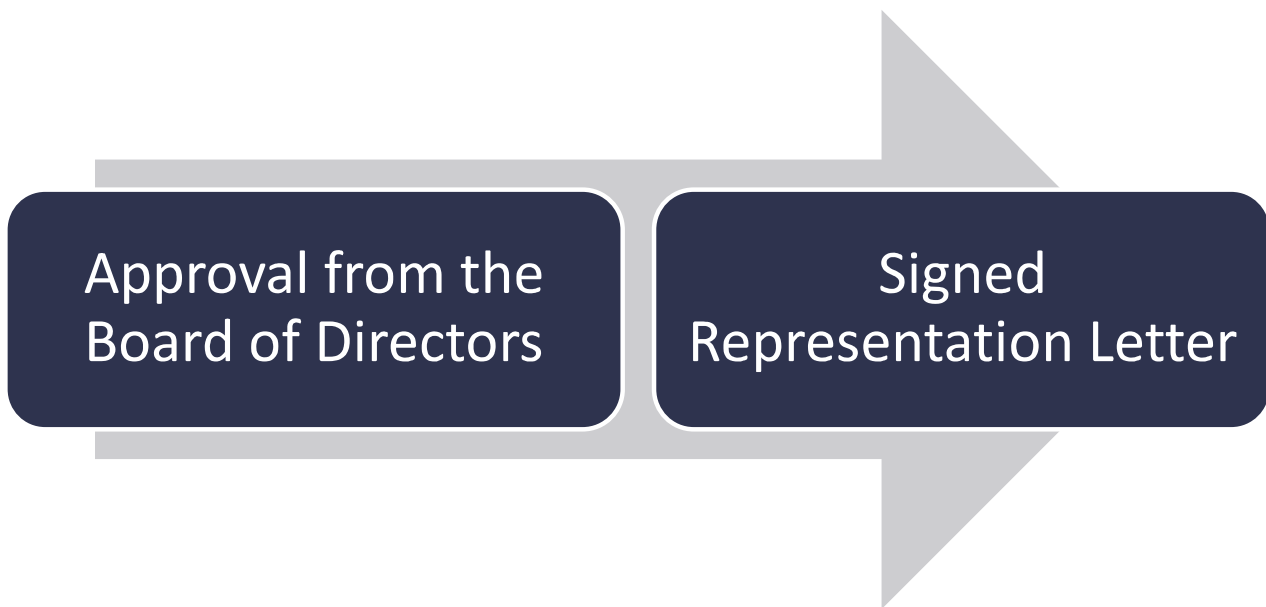 Approval from the
Board of Directors
Signed
Representation Letter